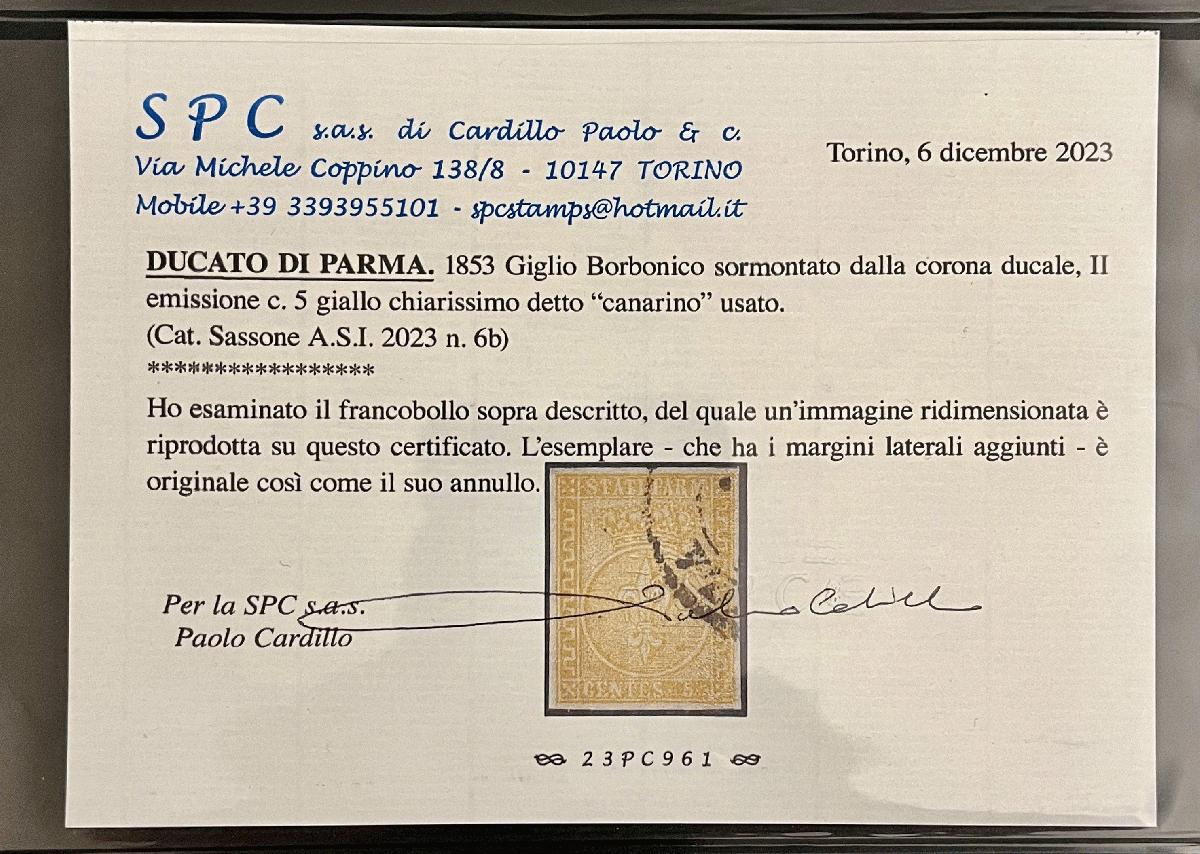 SPC s.a.s. di Cardillo Paolo & c.
Via Michele Coppino 138/8 - 10147 TORINO
Mobile +39 3393955101 - spcstamps@hotmail.it
Torino, 6 dicembre 2023
DUCATO DI PARMA. 1853 Giglio Borbonico sormontato dalla corona ducale, II
emissione c. 5 giallo chiarissimo detto “canarino” usato.
(Cat. Sassone A.S.I. 2023 n. 6b)
*****************
Ho esaminato il francobollo sopra descritto, del quale un'immagine ridimensionata è
riprodotta su questo certificato. L'esemplare - che ha i margini laterali aggiunti - è
originale così come il suo annullo.
STATI PARM
CENTES. 5
Per la SPC s.a.s.
Paolo Cardillo
23PC961